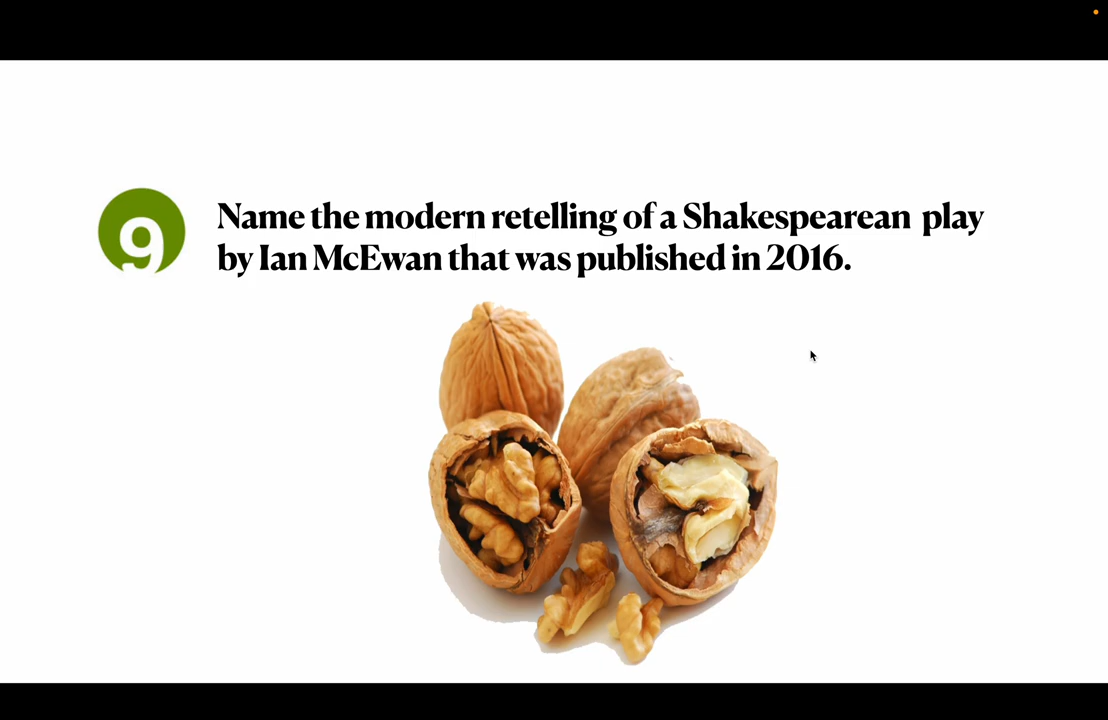 9
Name the modern retelling of a Shakespearean play
by Ian McEwan that was published in 2016.